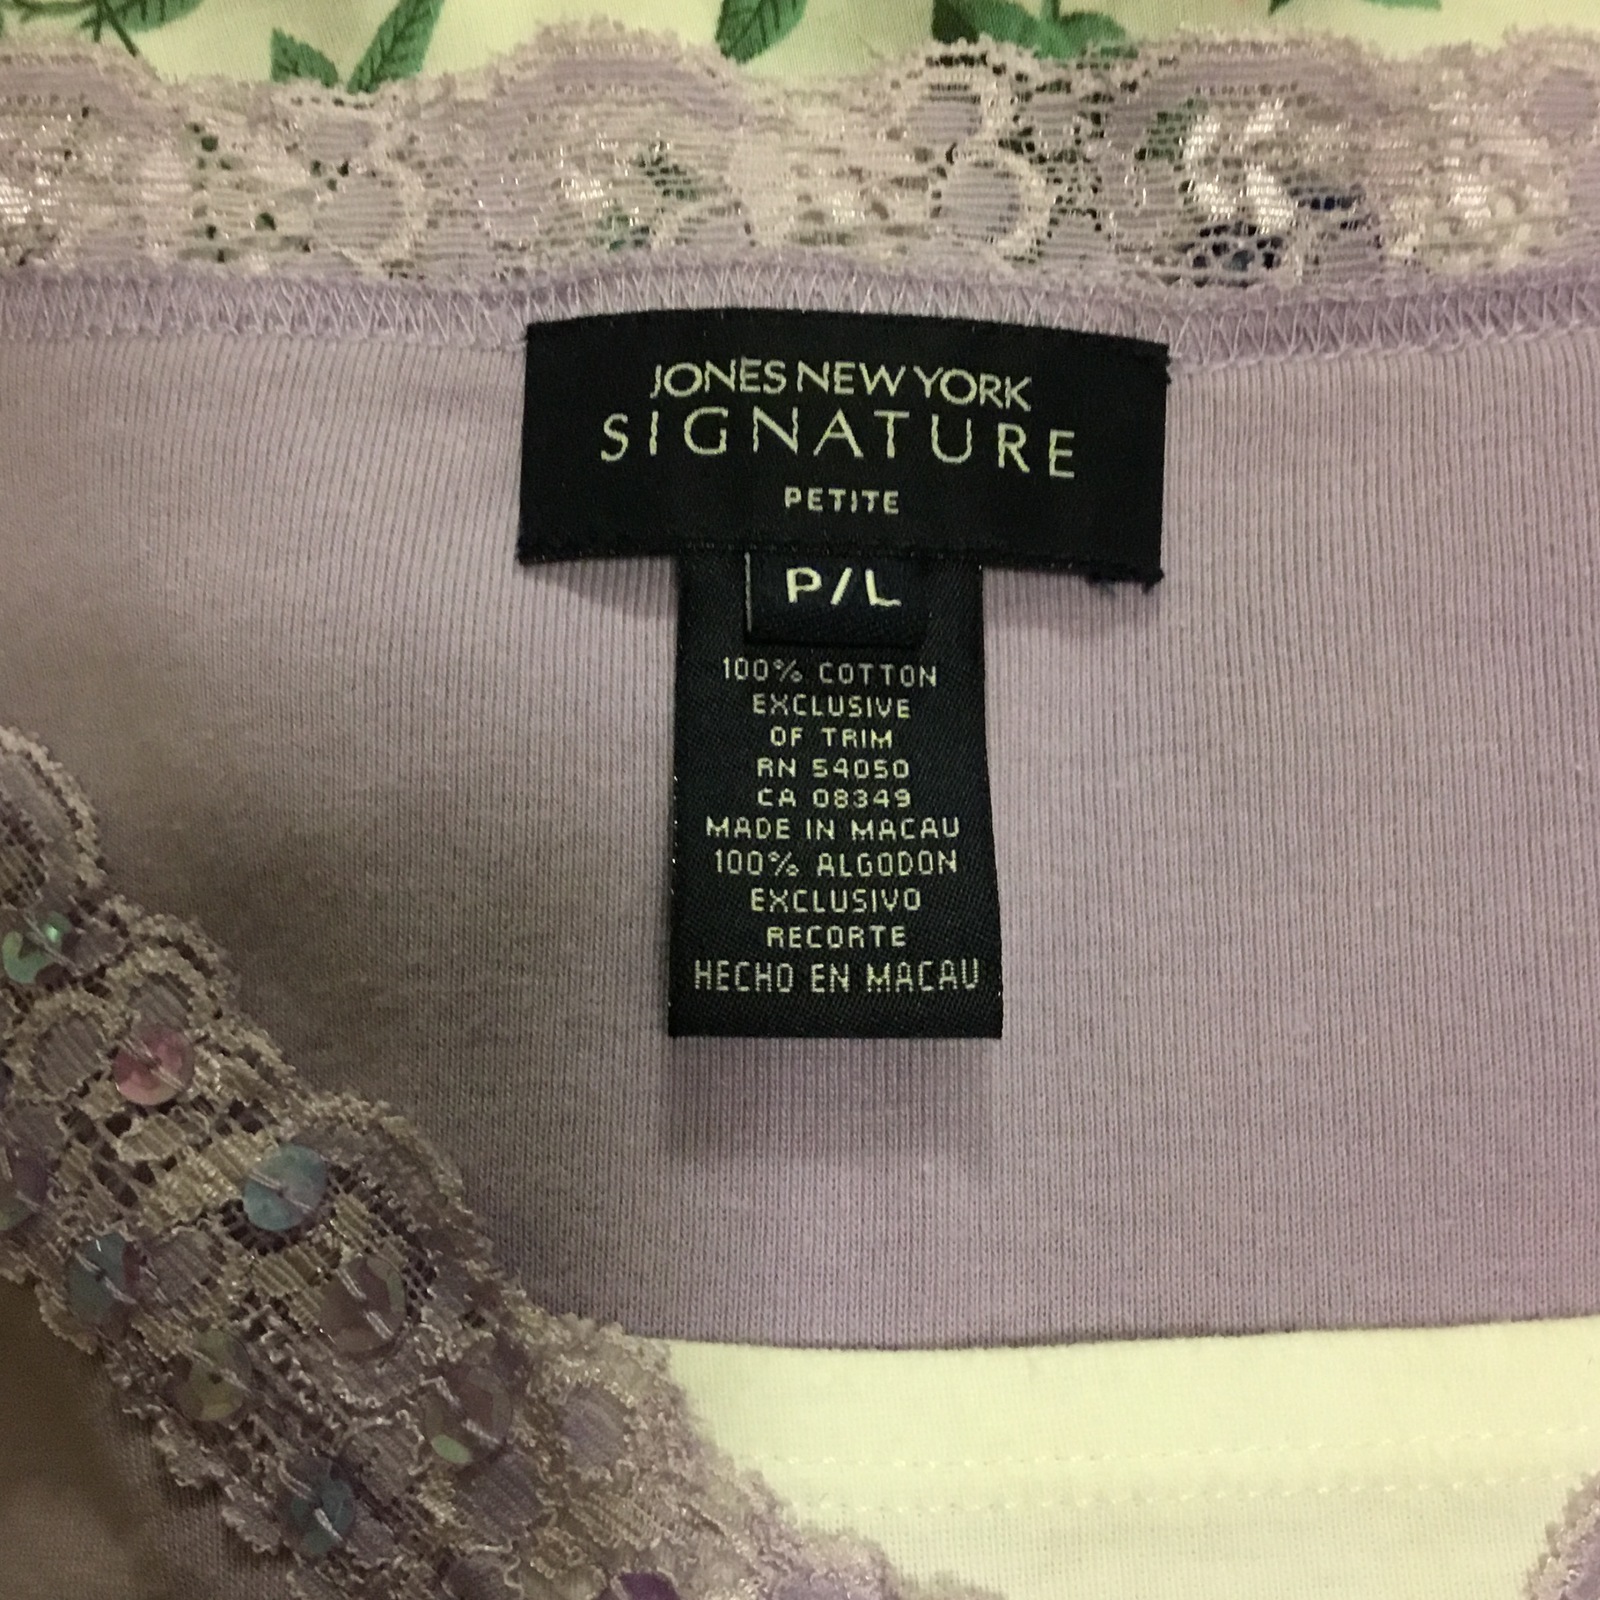 JONES NEW YORK
SIGNATURE
PETITE
P/L
100% COTTON
EXCLUSIVE
OF TRIM
RN 54050
CA 08349
MADE IN MACAU
100% ALGODON
EXCLUSIVO
RECORTE
HECHO EN MACAU